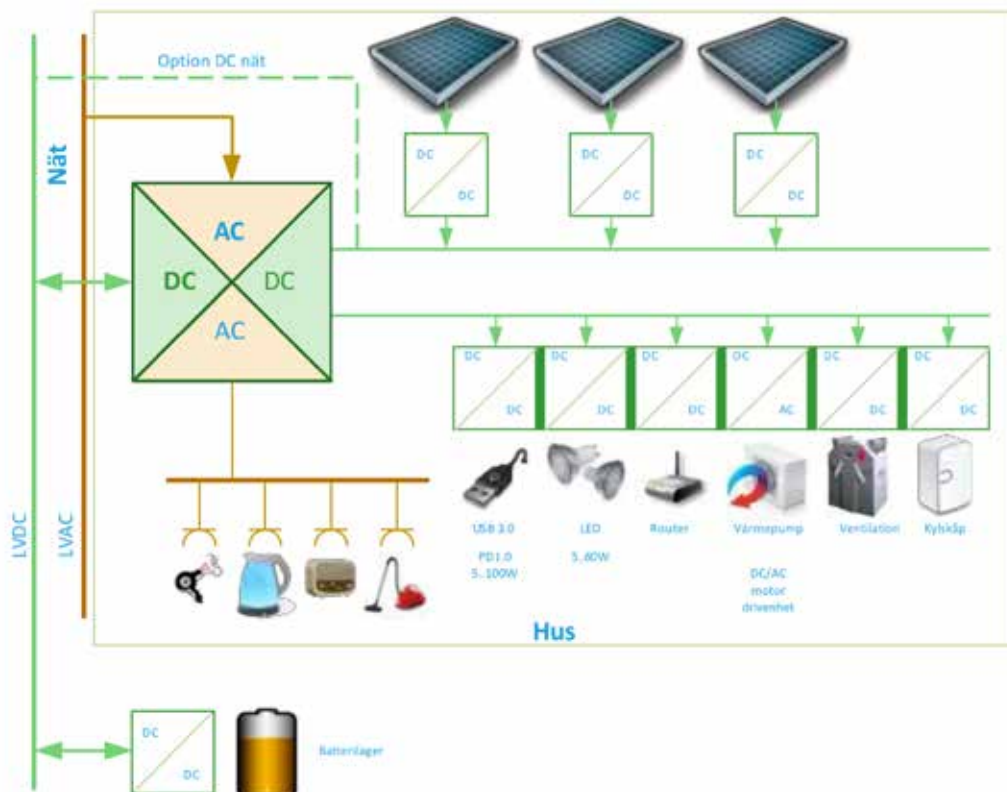 Option DC nät
Nät
LVDC
LVAC
DC
DC
DC
DC
DC
DC
AC
DC
DC
AC
DC
DC
DC
DC
DC
DC
DC
AC
DC
DC
DC
DC
USB 3.0
PD1.0
5..100W
LED
5..60W
Router
Värmepump
DC/AC
motor
drivenhet
Ventilation
Kylskåp
Hus
DC
DC
Batterilager